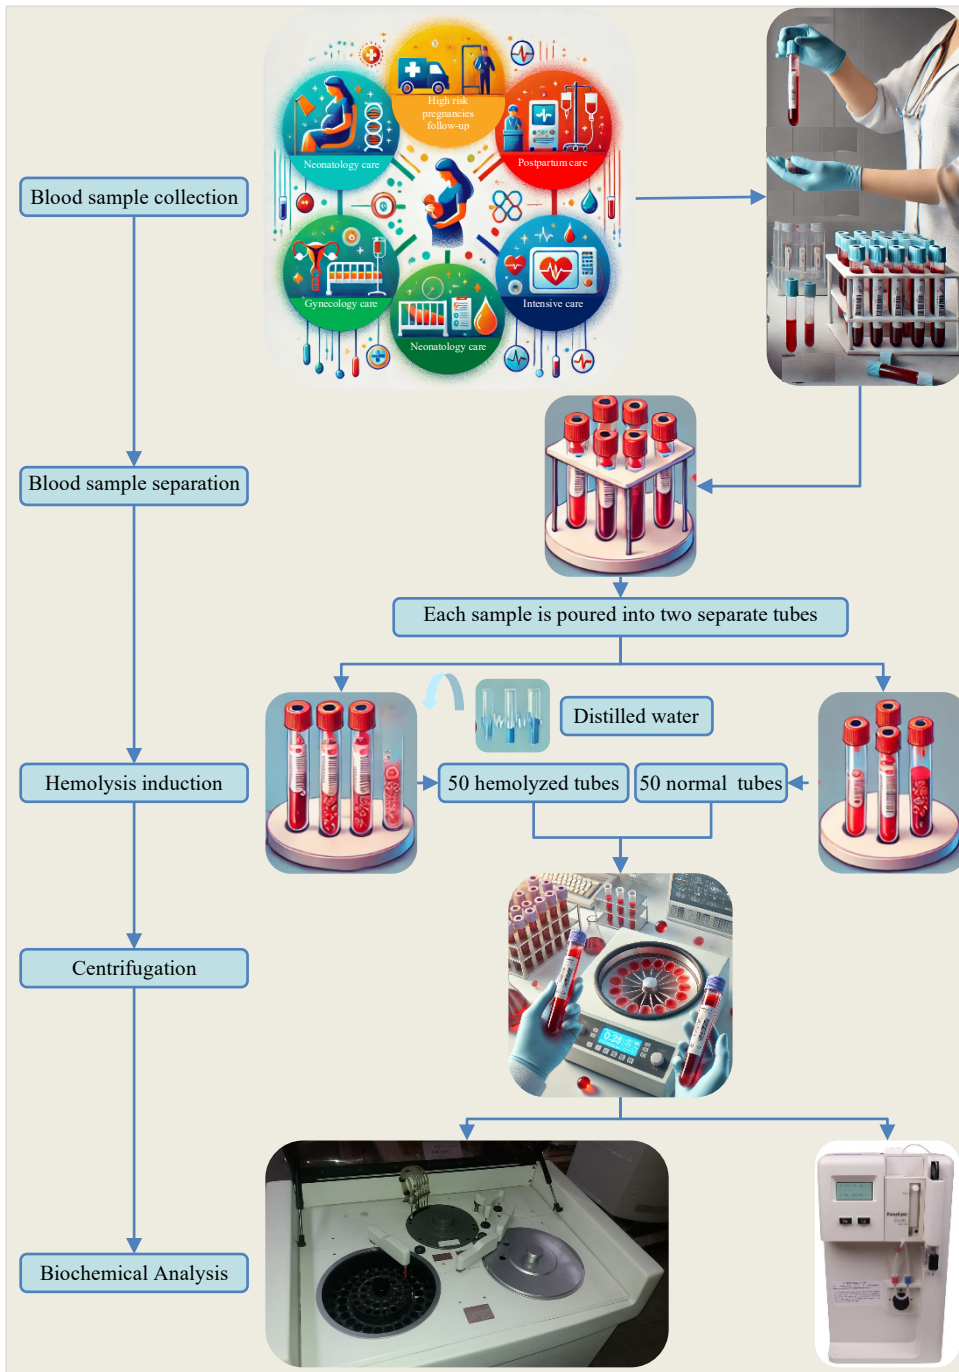 High risk
pregnancies
follow-up
Neonatology care
Postpartum care
Blood sample collection
Gynecology care
Intensive care
Neonatology care
Blood sample separation
Each sample is poured into two separate tubes
Distilled water
Hemolysis induction
50 hemolyzed tubes
50 normal tubes
Centrifugation
Biochemical Analysis